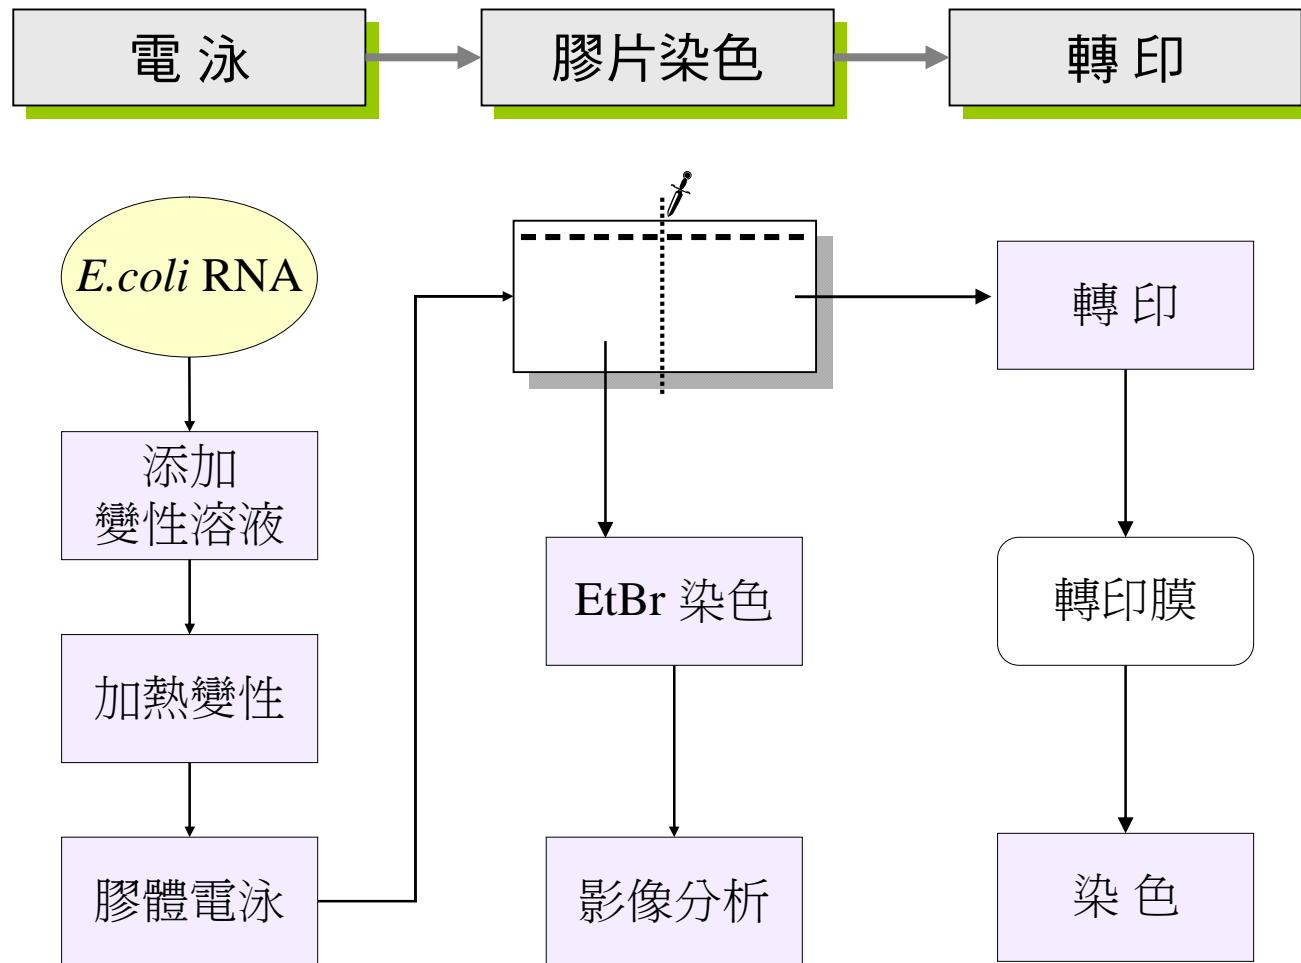 電 泳
膠片染色
轉 印
E.coli RNA
添加
變性溶液
加熱變性
膠體電泳
EtBr 染色
影像分析
轉 印
轉印膜
染 色